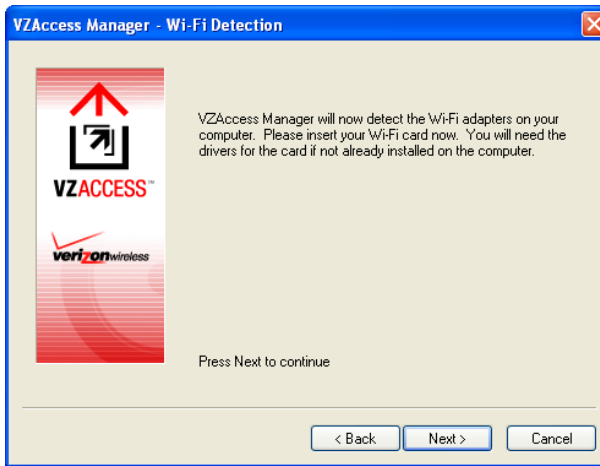 VZAccess Manager - Wi-Fi Detection
VZAccess Manager will now detect the Wi-Fi adapters on your
computer. Please insert your Wi-Fi card now. You will need the
drivers for the card if not already installed on the computer.
VZACCESS™
verizonwireless
Press Next to continue
< Back
Next >
Cancel